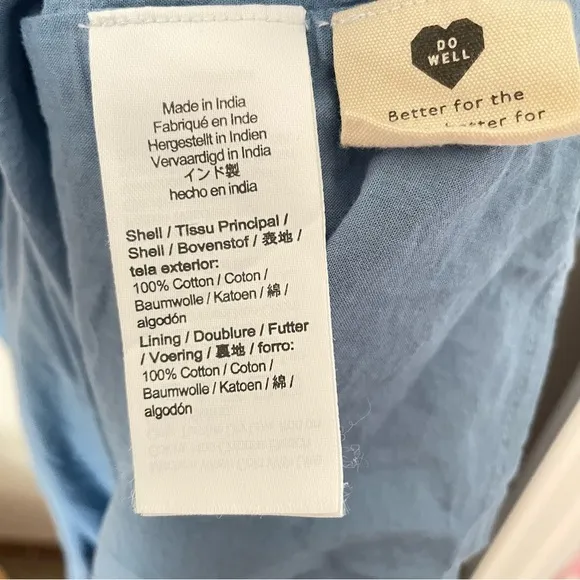 Made in India
Fabriqué en Inde
Hergestellt in Indien
Vervaardigd in India
インド製
hecho en india
Shell / Tissu Principal /
Shell / Bovenstof / 表地 /
tela exterior:
100% Cotton / Coton /
Baumwolle / Katoen / 綿 /
algodón
Lining / Doublure / Futter
/ Voering / 裏地 / forro:
100% Cotton / Coton /
Baumwolle / Katoen / 綿 /
algodón
DO
WELL
Better for the
better for